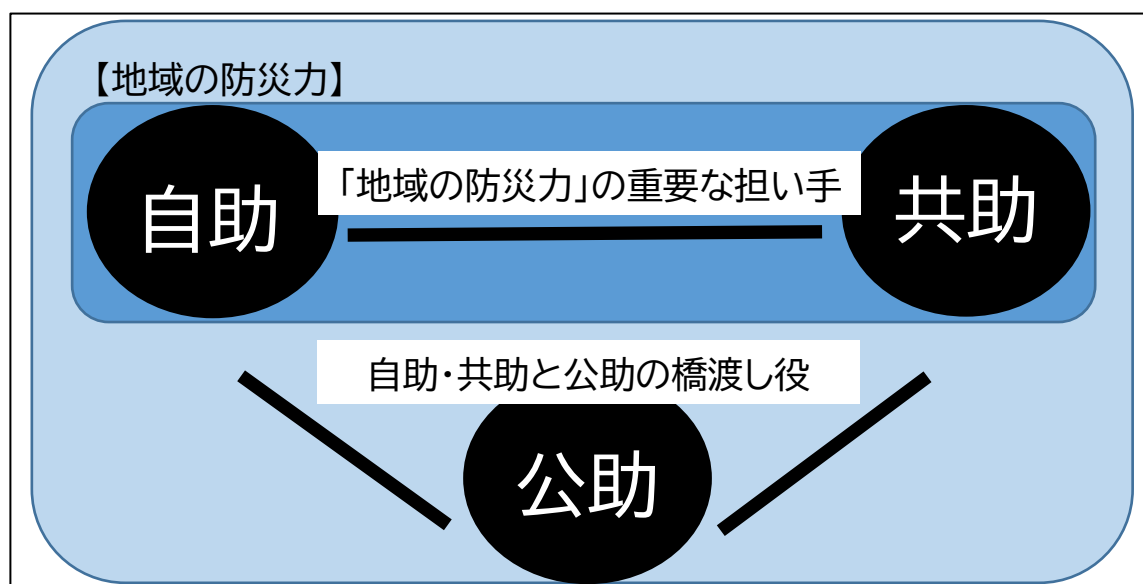 【地域の防災力】
「地域の防災力」の重要な担い手
自助
共助
自助・共助と公助の橋渡し役
公助